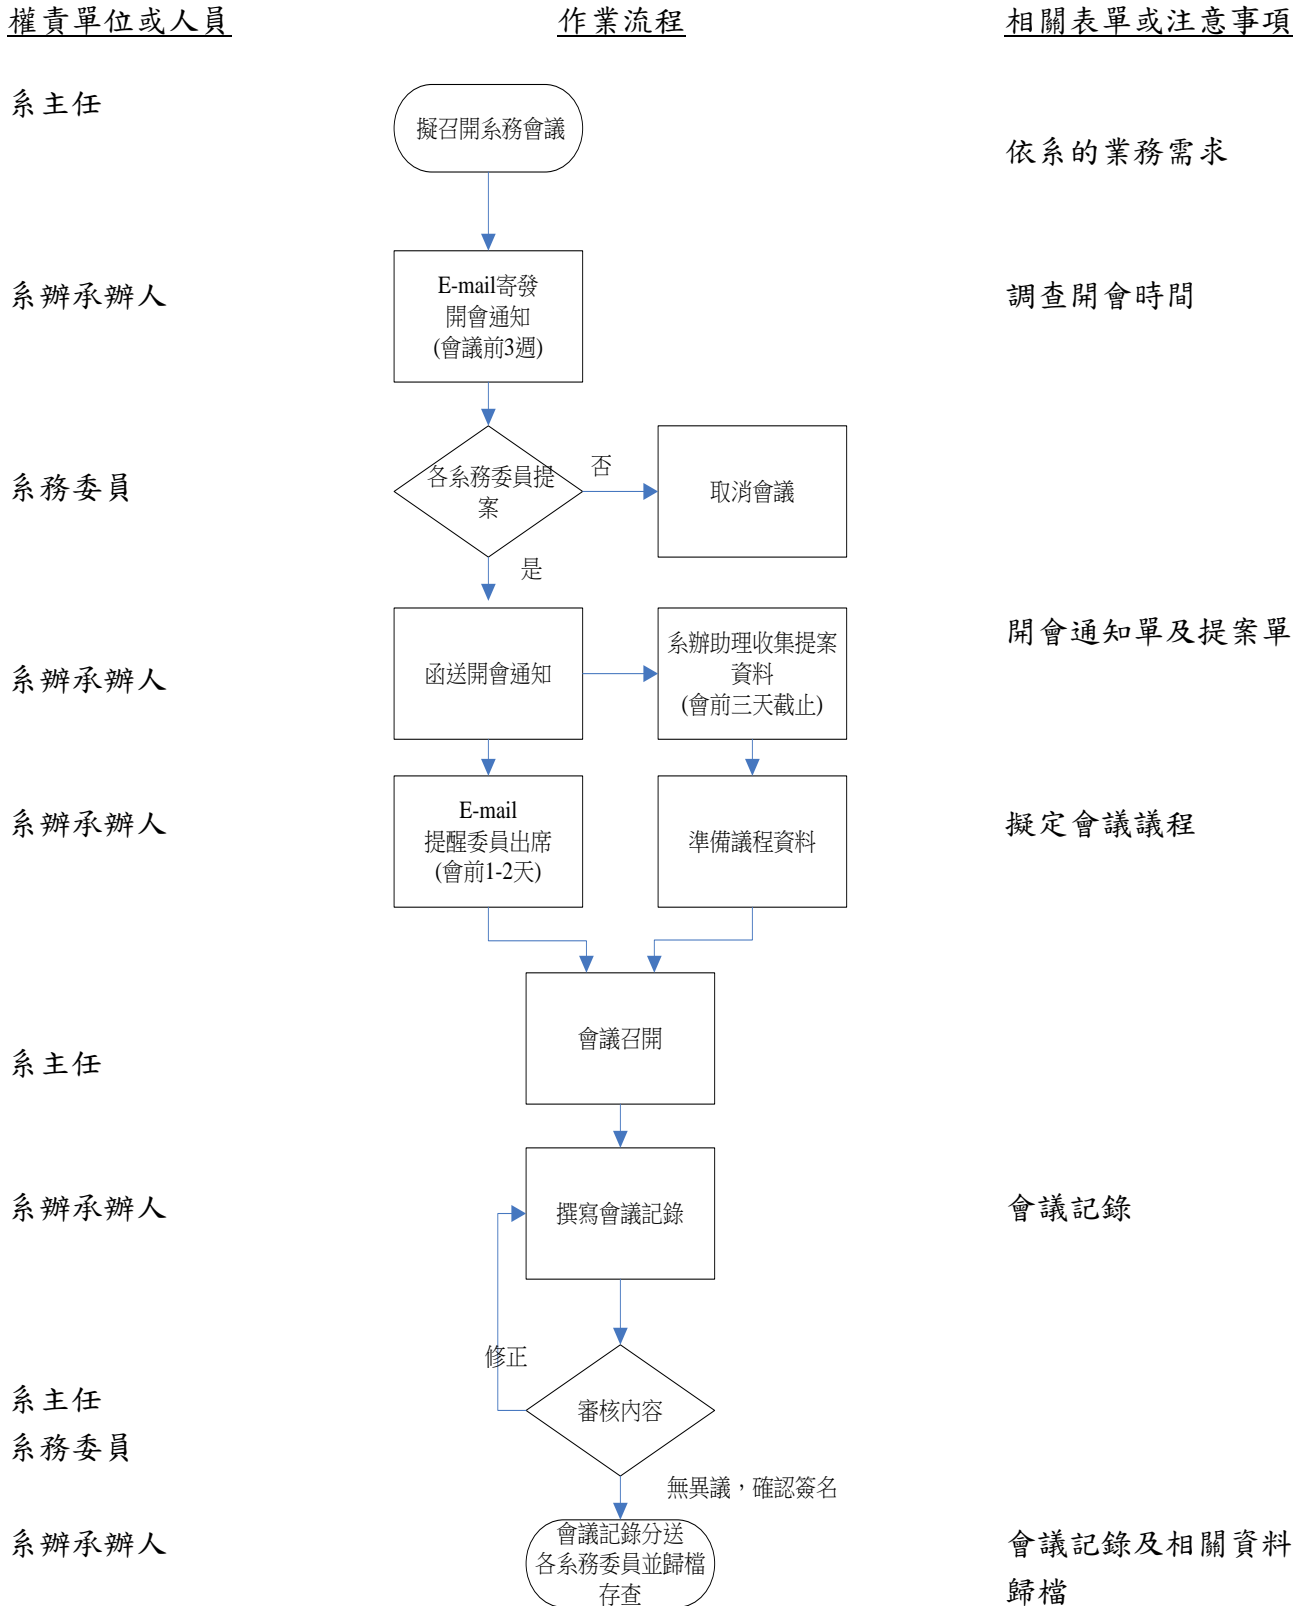 權責單位或人員
作業流程
相關表單或注意事項
系主任
擬召開系務會議
依系的業務需求
系辦承辦人
E-mail寄發
開會通知
(會議前3週)
調查開會時間
系務委員
各系務委員提
案
否
取消會議
是
系辦承辦人
函送開會通知
系辦助理收集提案
資料
(會前三天截止)
開會通知單及提案單
系辦承辦人
E-mail
提醒委員出席
(會前1-2天)
準備議程資料
擬定會議議程
系主任
會議召開
系辦承辦人
撰寫會議記錄
會議記錄
修正
系主任
系務委員
審核內容
無異議，確認簽名
系辦承辦人
會議記錄分送
各系務委員並歸檔
存查
會議記錄及相關資料
歸檔